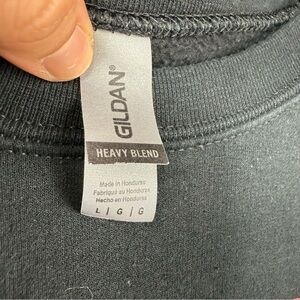 GILDAN®
HEAVY BLEND
Made in Honduras
Fabriqué au Honduras
Hecho en Honduras
L | G | G